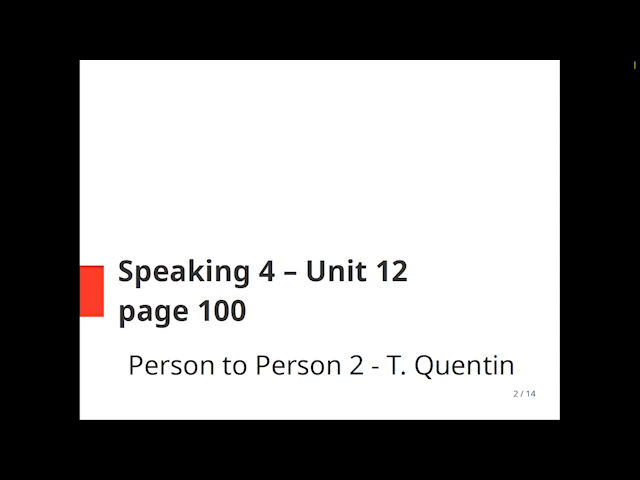 Speaking 4 – Unit 12
page 100
Person to Person 2 - T. Quentin
2 / 14